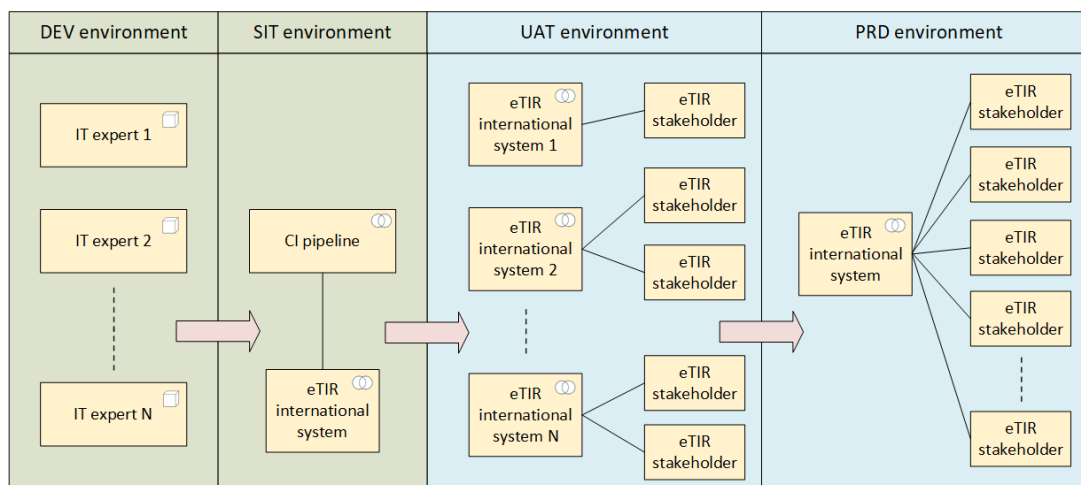 DEV environment
SIT environment
UAT environment
PRD environment
IT expert 1
IT expert 2
IT expert N
CI pipeline
eTIR
international
system
eTIR
international
system 1
eTIR
stakeholder
eTIR
international
system 2
eTIR
stakeholder
eTIR
stakeholder
eTIR
international
system N
eTIR
stakeholder
eTIR
stakeholder
eTIR
international
system
eTIR
stakeholder
eTIR
stakeholder
eTIR
stakeholder
eTIR
stakeholder
eTIR
stakeholder